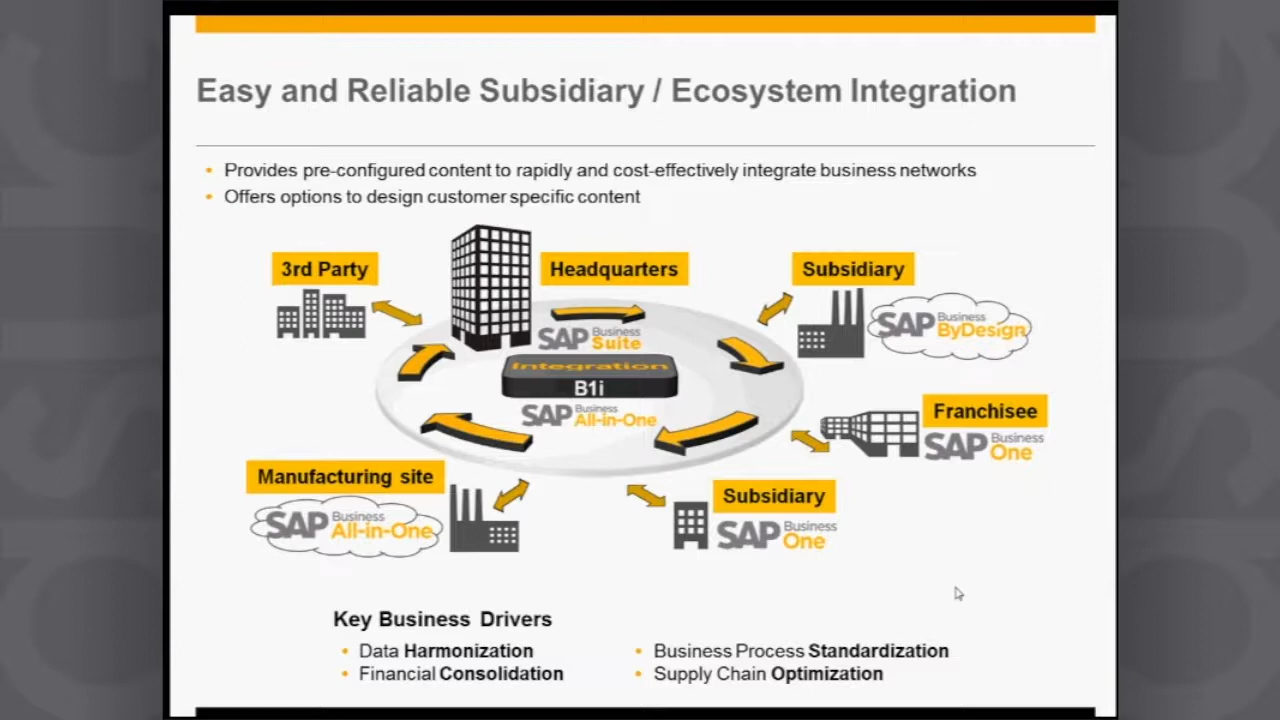 Easy and Reliable Subsidiary / Ecosystem Integration
• Provides pre-configured content to rapidly and cost-effectively integrate business networks
• Offers options to design customer specific content
3rd Party
Headquarters
Subsidiary
SAP Business Suite
SAP Business ByDesign
Integration
B1i
SAP Business All-in-One
Franchisee
SAP Business One
Manufacturing site
SAP Business All-in-One
Subsidiary
SAP Business One
Key Business Drivers
• Data Harmonization
• Financial Consolidation
• Business Process Standardization
• Supply Chain Optimization